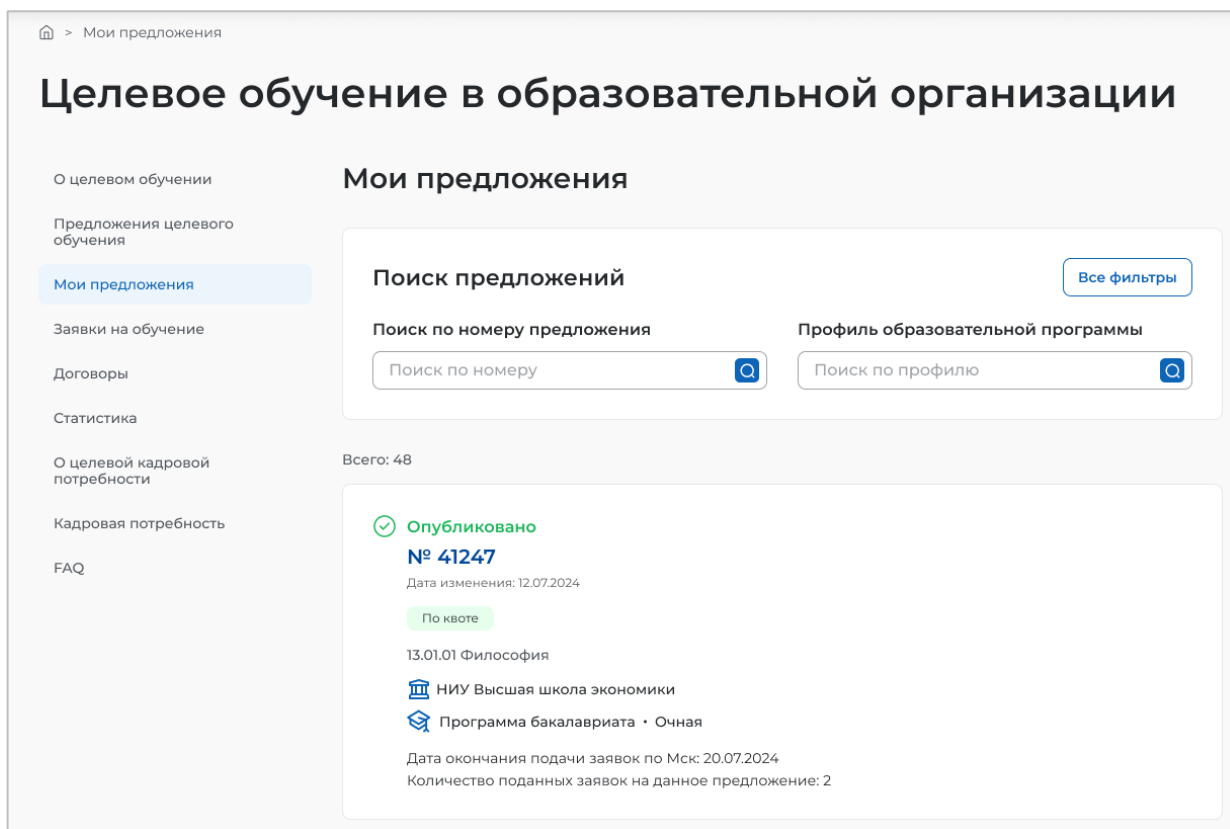 > Мои предложения
Целевое обучение в образовательной организации
О целевом обучении
Предложения целевого
обучения
Мои предложения
Заявки на обучение
Договоры
Статистика
О целевой кадровой
потребности
Кадровая потребность
FAQ
Мои предложения
Поиск предложений
Все фильтры
Поиск по номеру предложения
Профиль образовательной программы
Поиск по номеру
Поиск по профилю
Всего: 48
Опубликовано
№ 41247
Дата изменения: 12.07.2024
По квоте
13.01.01 Философия
НИУ Высшая школа экономики
Программа бакалавриата • Очная
Дата окончания подачи заявок по Мск: 20.07.2024
Количество поданных заявок на данное предложение: 2